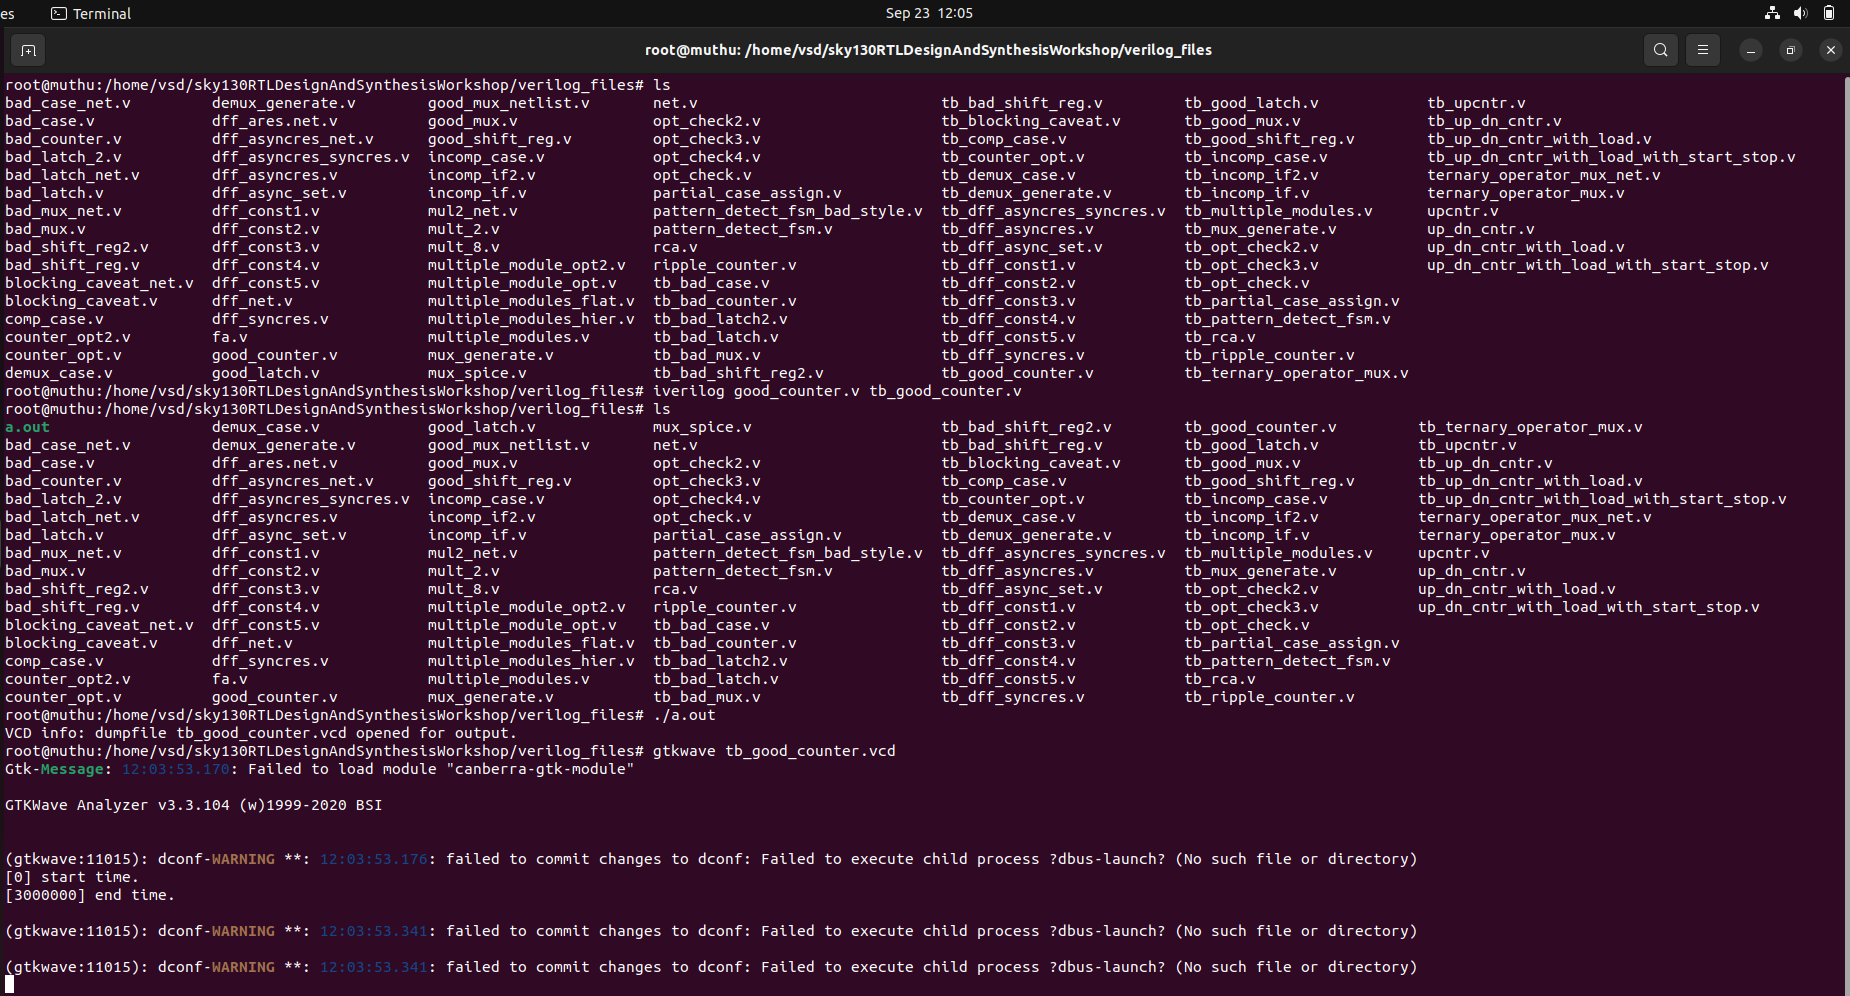 es Terminal Sep 23 12:05
root@muthu: /home/vsd/sky130RTLDesignAndSynthesisWorkshop/verilog_files
root@muthu:/home/vsd/sky130RTLDesignAndSynthesisWorkshop/verilog_files# ls
bad_case_net.v demux_generate.v good_mux_netlist.v net.v tb_bad_shift_reg.v tb_good_latch.v tb_upcntr.v
bad_case.v dff_ares.net.v good_mux.v opt_check2.v tb_blocking_caveat.v tb_good_mux.v tb_up_dn_cntr.v
bad_counter.v dff_asyncres_net.v good_shift_reg.v opt_check3.v tb_comp_case.v tb_good_shift_reg.v tb_up_dn_cntr_with_load.v
bad_latch_2.v dff_asyncres_syncres.v incomp_case.v opt_check4.v tb_counter_opt.v tb_incomp_case.v tb_up_dn_cntr_with_load_with_start_stop.v
bad_latch_net.v dff_asyncres.v incomp_if2.v opt_check.v tb_demux_case.v tb_incomp_if2.v ternary_operator_mux_net.v
bad_latch.v dff_async_set.v incomp_if.v partial_case_assign.v tb_demux_generate.v tb_incomp_if.v ternary_operator_mux.v
bad_mux_net.v dff_const1.v mul2_net.v pattern_detect_fsm_bad_style.v tb_dff_asyncres_syncres.v tb_multiple_modules.v upcntr.v
bad_mux.v dff_const2.v mult_2.v pattern_detect_fsm.v tb_dff_asyncres.v tb_mux_generate.v up_dn_cntr.v
bad_shift_reg2.v dff_const3.v mult_8.v rca.v tb_dff_async_set.v tb_opt_check2.v up_dn_cntr_with_load.v
bad_shift_reg.v dff_const4.v multiple_module_opt2.v ripple_counter.v tb_dff_const1.v tb_opt_check3.v up_dn_cntr_with_load_with_start_stop.v
blocking_caveat_net.v dff_const5.v multiple_module_opt.v tb_bad_case.v tb_dff_const2.v tb_opt_check.v
blocking_caveat.v dff_net.v multiple_modules_flat.v tb_bad_counter.v tb_dff_const3.v tb_partial_case_assign.v
comp_case.v dff_syncres.v multiple_modules_hier.v tb_bad_latch2.v tb_dff_const4.v tb_pattern_detect_fsm.v
counter_opt2.v fa.v multiple_modules.v tb_bad_latch.v tb_dff_const5.v tb_rca.v
counter_opt.v good_counter.v mux_generate.v tb_bad_mux.v tb_dff_syncres.v tb_ripple_counter.v
demux_case.v good_latch.v mux_spice.v tb_bad_shift_reg2.v tb_good_counter.v tb_ternary_operator_mux.v
root@muthu:/home/vsd/sky130RTLDesignAndSynthesisWorkshop/verilog_files# iverilog good_counter.v tb_good_counter.v
root@muthu:/home/vsd/sky130RTLDesignAndSynthesisWorkshop/verilog_files# ls
a.out demux_case.v good_latch.v mux_spice.v tb_bad_shift_reg2.v tb_good_counter.v tb_ternary_operator_mux.v
bad_case_net.v demux_generate.v good_mux_netlist.v net.v tb_bad_shift_reg.v tb_good_latch.v tb_upcntr.v
bad_case.v dff_ares.net.v good_mux.v opt_check2.v tb_blocking_caveat.v tb_good_mux.v tb_up_dn_cntr.v
bad_counter.v dff_asyncres_net.v good_shift_reg.v opt_check3.v tb_comp_case.v tb_good_shift_reg.v tb_up_dn_cntr_with_load.v
bad_latch_2.v dff_asyncres_syncres.v incomp_case.v opt_check4.v tb_counter_opt.v tb_incomp_case.v tb_up_dn_cntr_with_load_with_start_stop.v
bad_latch_net.v dff_asyncres.v incomp_if2.v opt_check.v tb_demux_case.v tb_incomp_if2.v ternary_operator_mux_net.v
bad_latch.v dff_async_set.v incomp_if.v partial_case_assign.v tb_demux_generate.v tb_incomp_if.v ternary_operator_mux.v
bad_mux_net.v dff_const1.v mul2_net.v pattern_detect_fsm_bad_style.v tb_dff_asyncres_syncres.v tb_multiple_modules.v upcntr.v
bad_mux.v dff_const2.v mult_2.v pattern_detect_fsm.v tb_dff_asyncres.v tb_mux_generate.v up_dn_cntr.v
bad_shift_reg2.v dff_const3.v mult_8.v rca.v tb_dff_async_set.v tb_opt_check2.v up_dn_cntr_with_load.v
bad_shift_reg.v dff_const4.v multiple_module_opt2.v ripple_counter.v tb_dff_const1.v tb_opt_check3.v up_dn_cntr_with_load_with_start_stop.v
blocking_caveat_net.v dff_const5.v multiple_module_opt.v tb_bad_case.v tb_dff_const2.v tb_opt_check.v
blocking_caveat.v dff_net.v multiple_modules_flat.v tb_bad_counter.v tb_dff_const3.v tb_partial_case_assign.v
comp_case.v dff_syncres.v multiple_modules_hier.v tb_bad_latch2.v tb_dff_const4.v tb_pattern_detect_fsm.v
counter_opt2.v fa.v multiple_modules.v tb_bad_latch.v tb_dff_const5.v tb_rca.v
counter_opt.v good_counter.v mux_generate.v tb_bad_mux.v tb_dff_syncres.v tb_ripple_counter.v
root@muthu:/home/vsd/sky130RTLDesignAndSynthesisWorkshop/verilog_files# ./a.out
VCD info: dumpfile tb_good_counter.vcd opened for output.
root@muthu:/home/vsd/sky130RTLDesignAndSynthesisWorkshop/verilog_files# gtkwave tb_good_counter.vcd
Gtk-Message: 12:03:53.170: Failed to load module "canberra-gtk-module"
GTKWave Analyzer v3.3.104 (w)1999-2020 BSI
(gtkwave:11015): dconf-WARNING **: 12:03:53.176: failed to commit changes to dconf: Failed to execute child process ?dbus-launch? (No such file or directory)
[0] start time.
[3000000] end time.
(gtkwave:11015): dconf-WARNING **: 12:03:53.341: failed to commit changes to dconf: Failed to execute child process ?dbus-launch? (No such file or directory)
(gtkwave:11015): dconf-WARNING **: 12:03:53.341: failed to commit changes to dconf: Failed to execute child process ?dbus-launch? (No such file or directory)